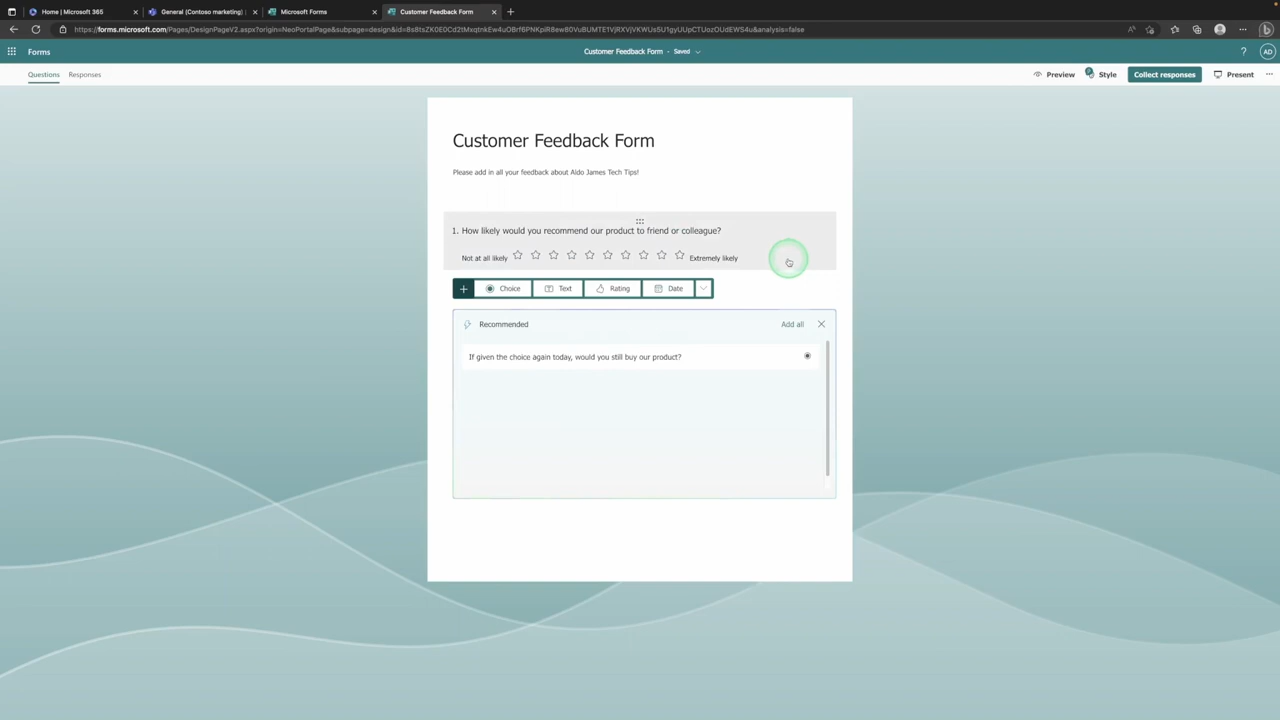 Home | Microsoft 365
General (Contoso marketing) |
Microsoft Forms
Customer Feedback Form
Forms
Customer Feedback Form - Saved
?
AD
Questions
Responses
Preview
Style
Collect responses
Present
Customer Feedback Form
Please add in all your feedback about Aldo James Tech Tips!
1. How likely would you recommend our product to friend or colleague?
Not at all likely
Extremely likely
Choice
Text
Rating
Date
Recommended
Add all
If given the choice again today, would you still buy our product?